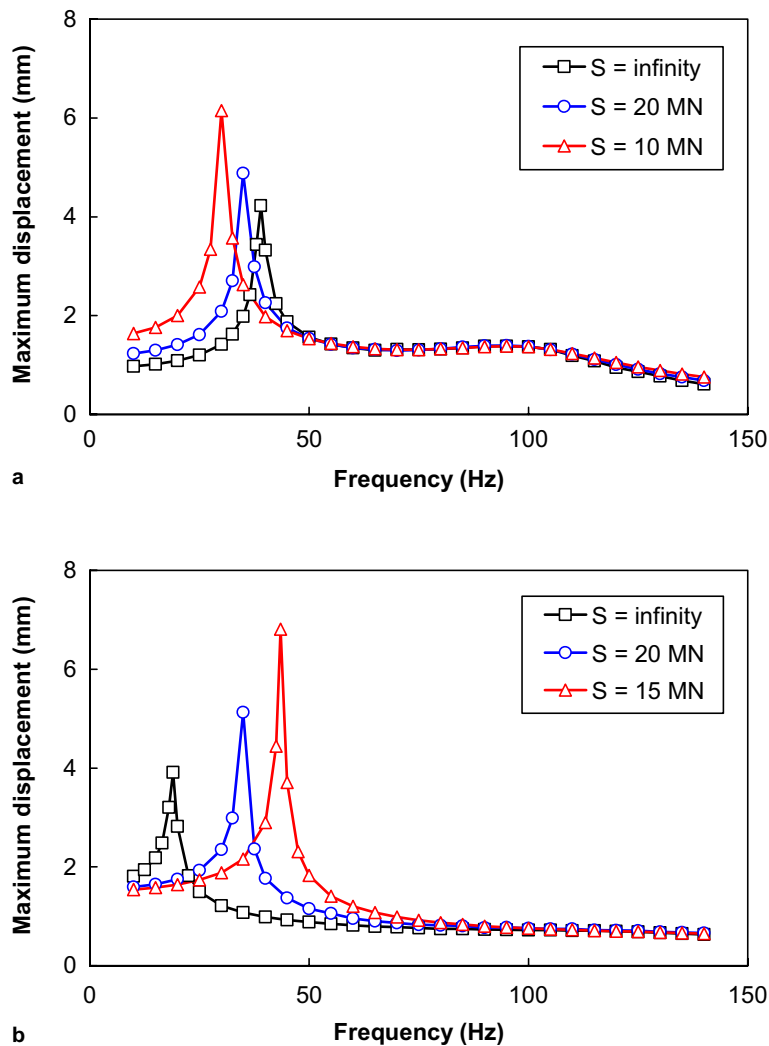 8
6
4
2
0
Maximum displacement (mm)
S = infinity
S = 20 MN
S = 10 MN
0 50 100 150
Frequency (Hz)
a
8
6
4
2
0
Maximum displacement (mm)
S = infinity
S = 20 MN
S = 15 MN
0 50 100 150
Frequency (Hz)
b